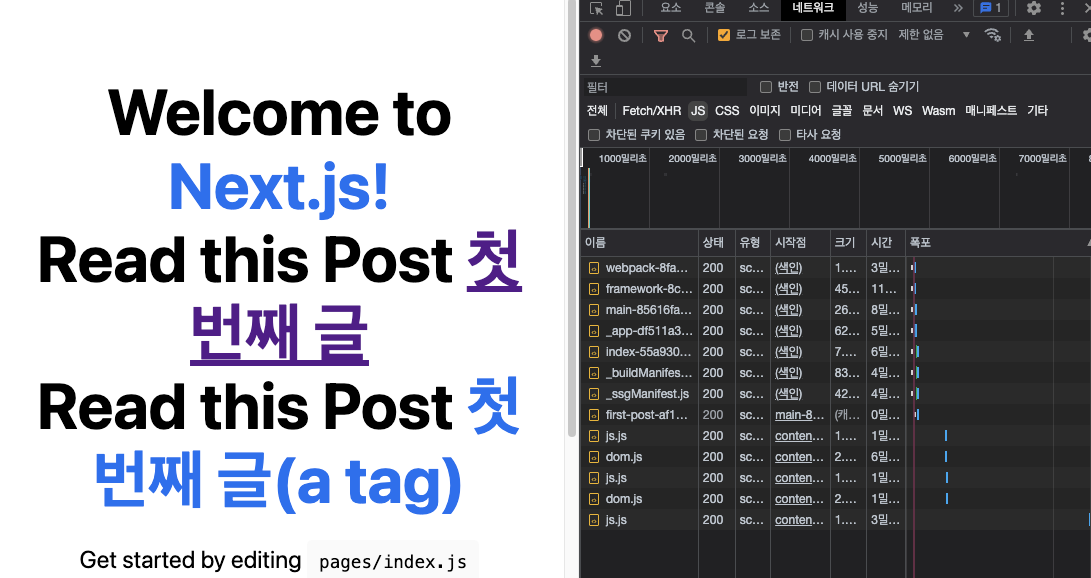 Welcome to
Next.js!
Read this Post 첫
번째 글
Read this Post 첫
번째 글(a tag)
Get started by editing pages/index.js
요소 콘솔 소스 네트워크 성능 메모리 » 1
로그 보존 캐시 사용 중지 제한 없음
필터 반전 데이터 URL 숨기기
전체 Fetch/XHR JS CSS 이미지 미디어 글꼴 문서 WS Wasm 매니페스트 기타
차단된 쿠키 있음 차단된 요청 타사 요청
1000밀리초 2000밀리초 3000밀리초 4000밀리초 5000밀리초 6000밀리초 7000밀리초
이름 상태 유형 시작점 크기 시간 폭포
webpack-8fa... 200 sc... (색인) 1.... 3밀...
framework-8c... 200 sc... (색인) 45... 11...
main-85616fa... 200 sc... (색인) 26... 8밀...
_app-df511a3... 200 sc... (색인) 62... 5밀...
index-55a930... 200 sc... (색인) 7.... 6밀...
_buildManifes... 200 sc... (색인) 83... 4밀...
_ssgManifest.js 200 sc... (색인) 42... 4밀...
first-post-af1... 200 sc... main-8... (캐... 0밀...
js.js 200 sc... conten... 1.... 1밀...
dom.js 200 sc... conten... 2.... 6밀...
js.js 200 sc... conten... 1.... 1밀...
dom.js 200 sc... conten... 2.... 1밀...
js.js 200 sc... conten... 1.... 3밀...